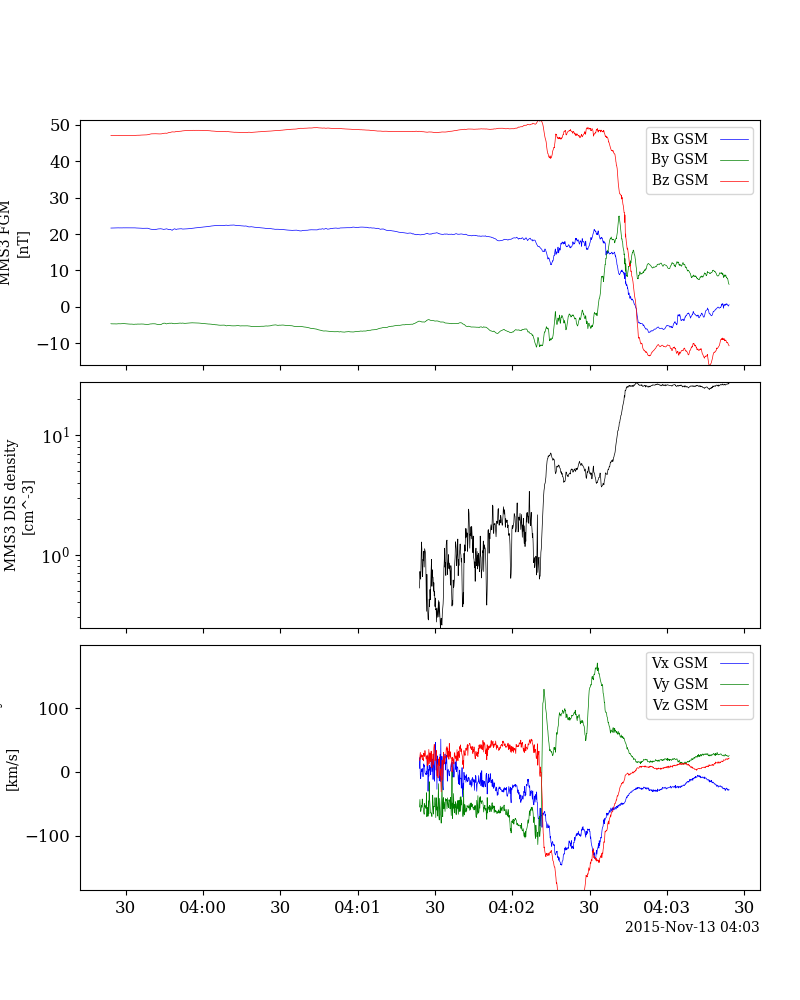 MMS3 FGM
[nT]
50
40
30
20
10
0
−10
Bx GSM
By GSM
Bz GSM
MMS3 DIS density
[cm^-3]
10^1
10^0
[km/s]
100
0
−100
Vx GSM
Vy GSM
Vz GSM
30 04:00 30 04:01 30 04:02 30 04:03 30
2015-Nov-13 04:03